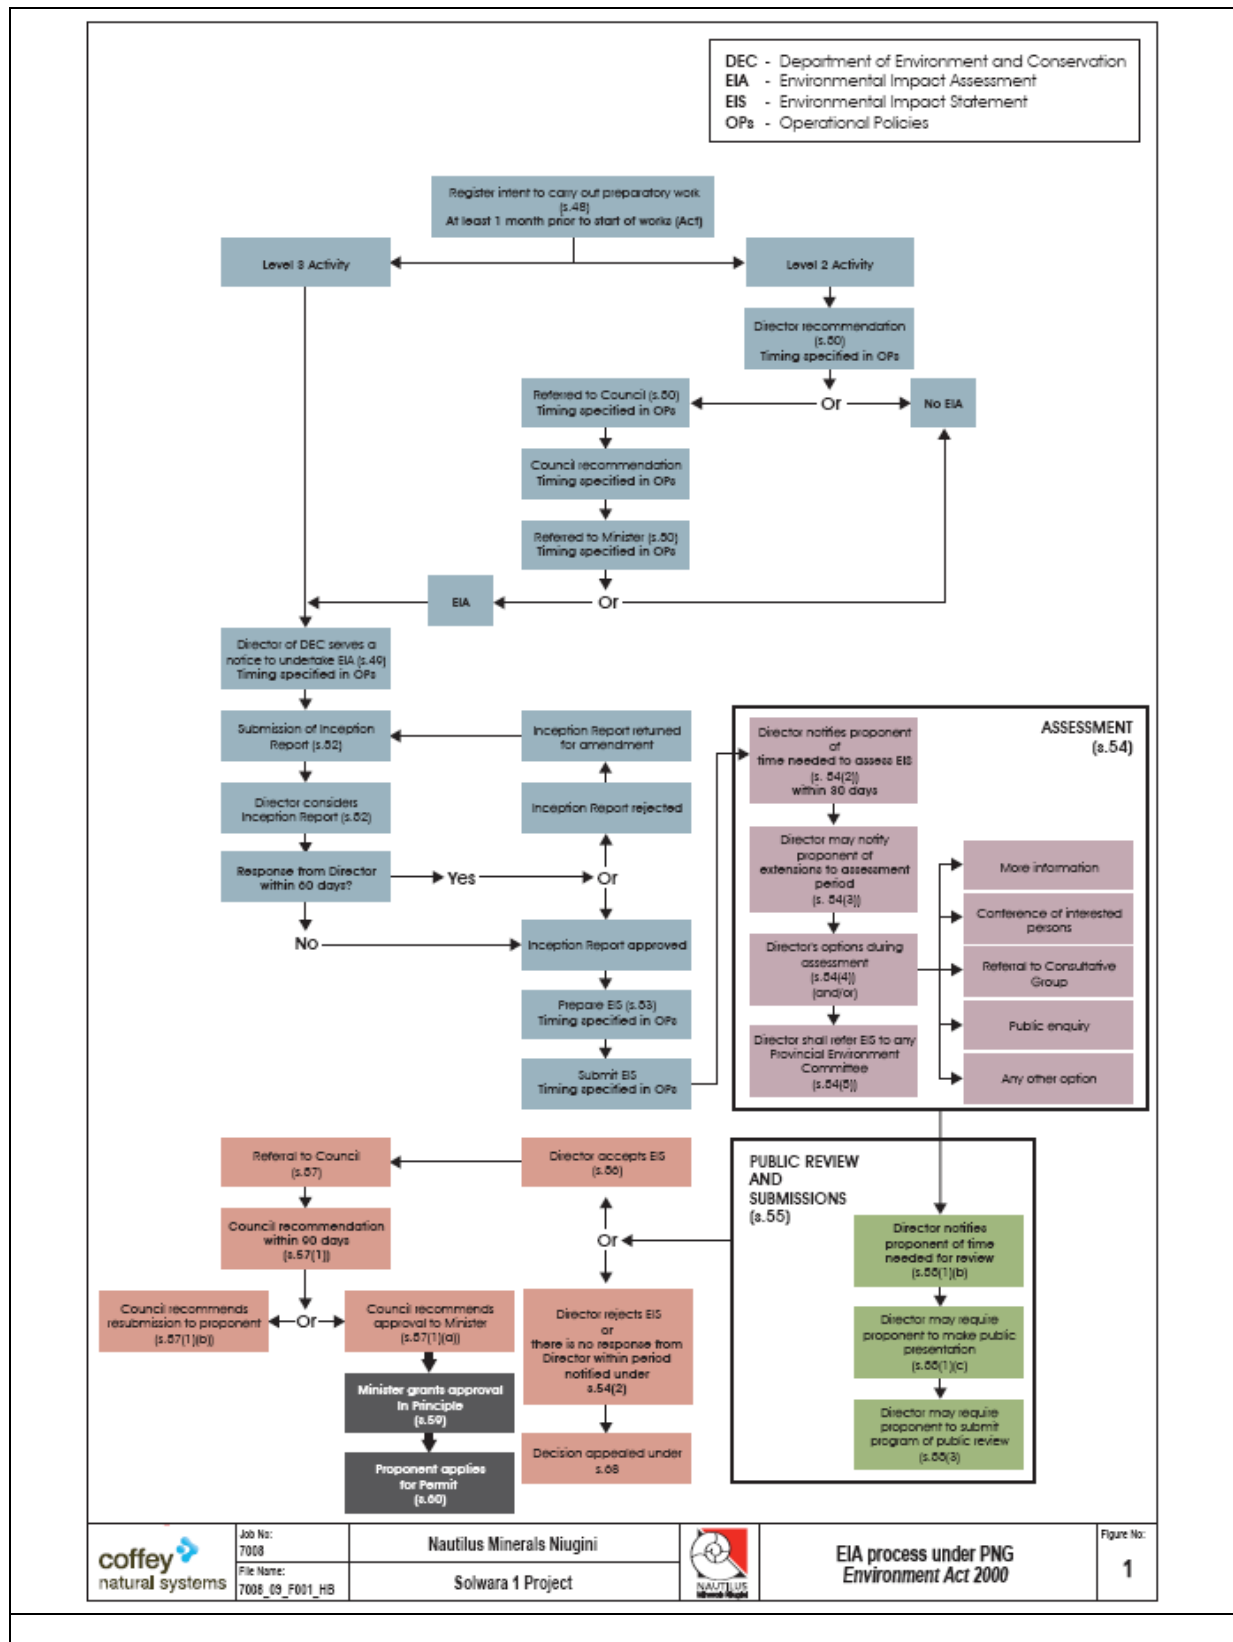 DEC - Department of Environment and Conservation
EIA - Environmental Impact Assessment
EIS - Environmental Impact Statement
OPs - Operational Policies
Register intent to carry out preparatory work
(s.48)
At least 1 month prior to start of works (Act)
Level 3 Activity
Level 2 Activity
Director recommendation
(s.50)
Timing specified in OPs
Referred to Council (s.50)
Timing specified in OPs
Or
No EIA
Council recommendation
Timing specified in OPs
Referred to Minister (s.50)
Timing specified in OPs
EIA
Or
Director of DEC serves a
notice to undertake EIA (s.49)
Timing specified in OPs
Submission of Inception
Report (s.52)
Inception Report returned
for amendment
Director considers
Inception Report (s.52)
Inception Report rejected
Response from Director
within 60 days?
Yes
Or
No
Inception Report approved
Prepare EIS (s.53)
Timing specified in OPs
Submit EIS
Timing specified in OPs
ASSESSMENT
(s.54)
Director notifies proponent
of
time needed to assess EIS
(s. 54(2))
within 30 days
Director may notify
proponent of
extensions to assessment
period
(s. 54(3))
Director's options during
assessment
(s.54(4))
(and/or)
Director shall refer EIS to any
Provincial Environment
Committee
(s.54(5))
More information
Conference of interested
persons
Referral to Consultative
Group
Public enquiry
Any other option
Referral to Council
(s.57)
Director accepts EIS
(s.56)
Council recommendation
within 90 days
(s.57(1))
Or
Council recommends
resubmission to proponent
(s.57(1)(b))
Or
Council recommends
approval to Minister
(s.57(1)(a))
Director rejects EIS
or
there is no response from
Director within period
notified under
s.54(2)
Minister grants approval
In Principle
(s.59)
Decision appealed under
s.68
Proponent applies
for Permit
(s.60)
PUBLIC REVIEW
AND
SUBMISSIONS
(s.55)
Director notifies
proponent of time
needed for review
(s.55(1)(b)
Director may require
proponent to make public
presentation
(s.55(1)(c)
Director may require
proponent to submit
program of public review
(s.55(3)
coffey
natural systems
Job No:
7008
File Name:
7008_09_F001_HB
Nautilus Minerals Niugini
Solwara 1 Project
NAUTILUS
Minerals Niugini
EIA process under PNG
Environment Act 2000
Figure No:
1